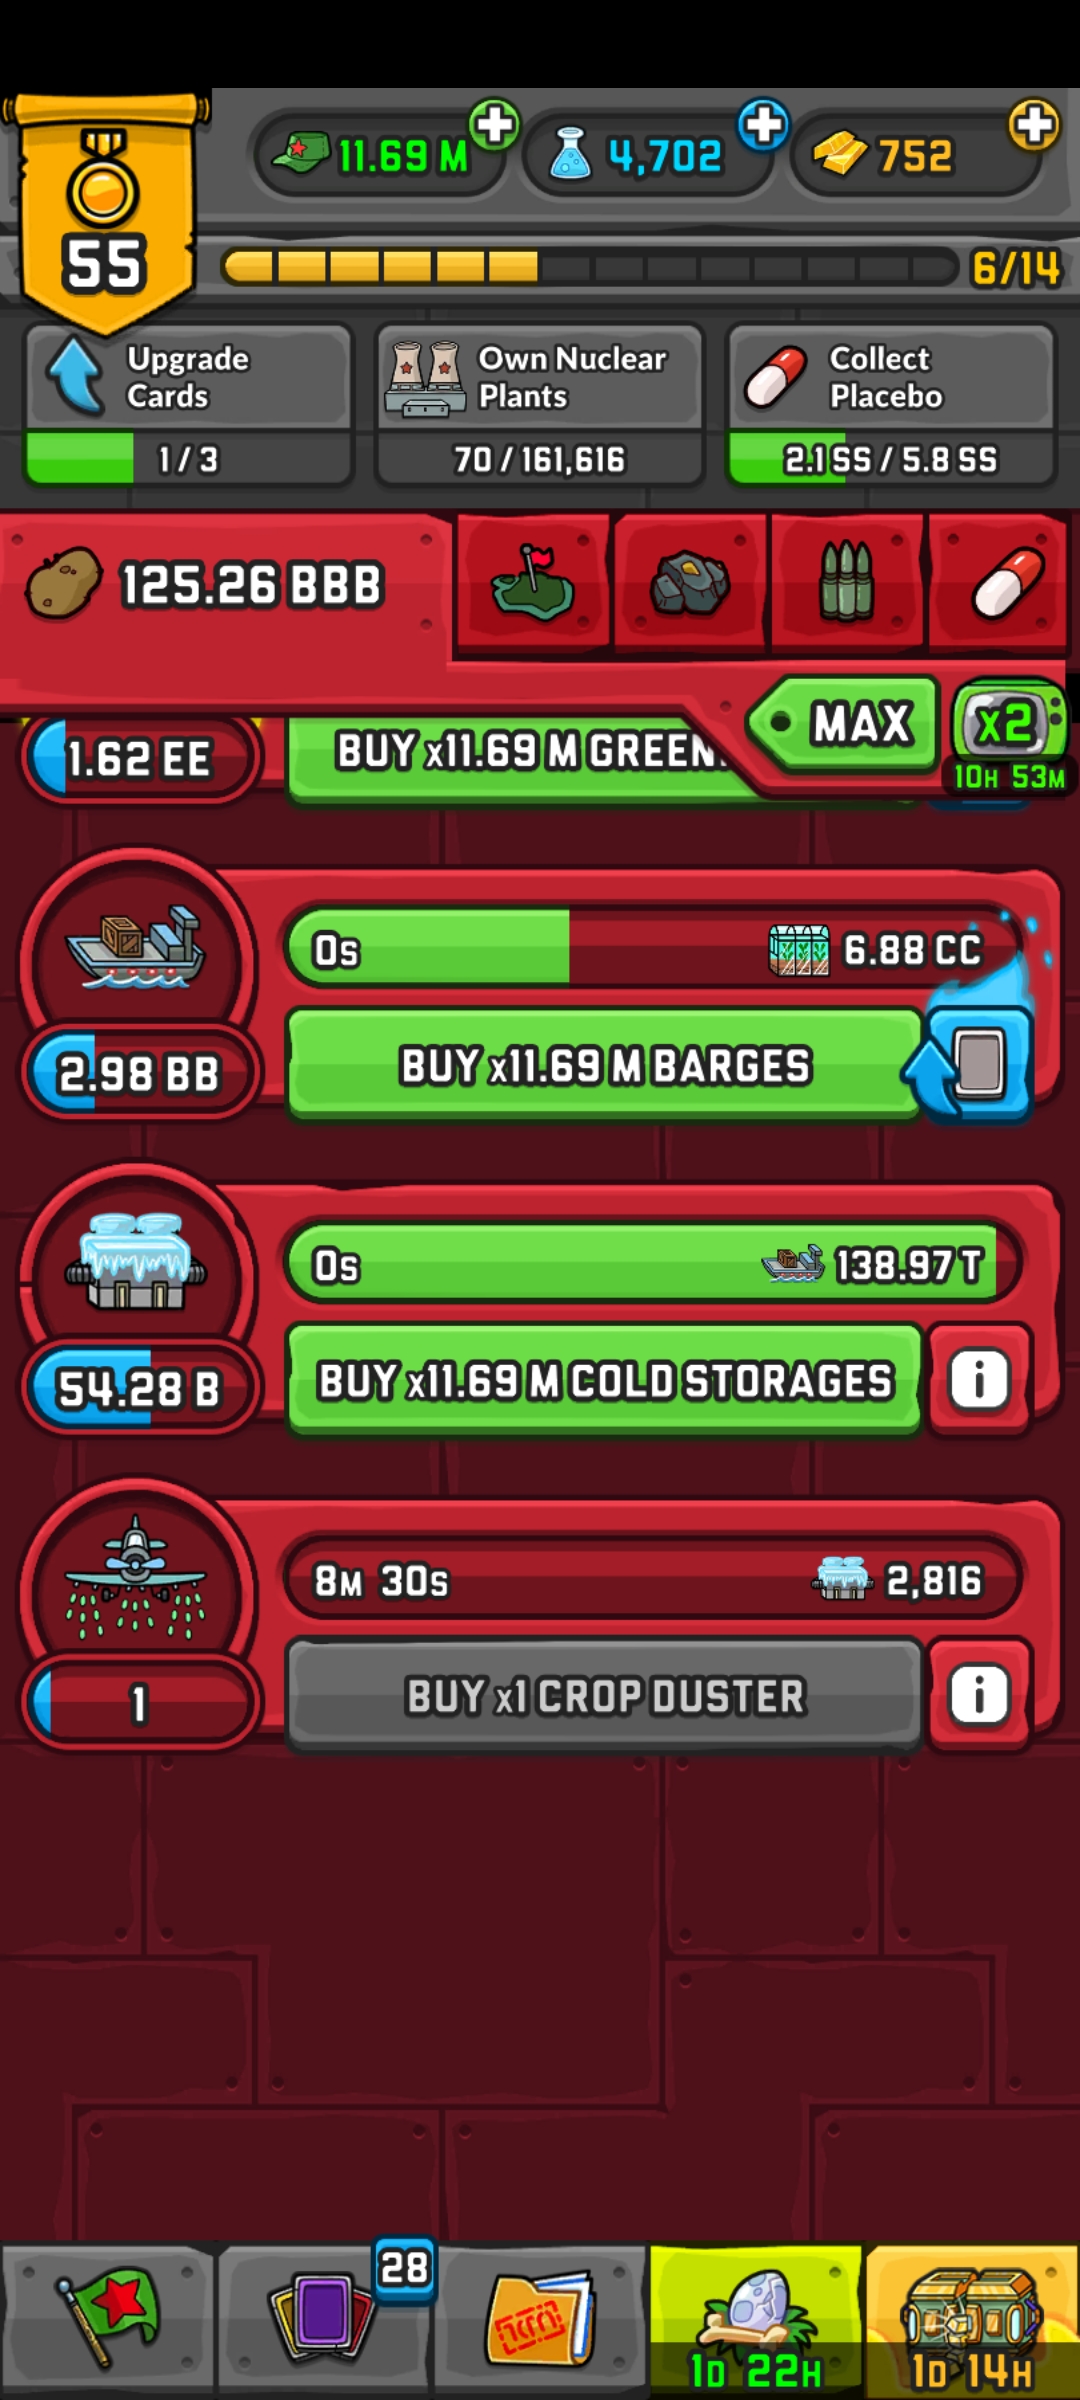 55
11.69 M
4,702
752
6/14
Upgrade
Cards
1 / 3
Own Nuclear
Plants
70 / 161,616
Collect
Placebo
2.1 SS / 5.8 SS
125.26 BBB
MAX
x2
10H 53M
1.62 EE
BUY x11.69 M GREEN
0s
6.88 CC
2.98 BB
BUY x11.69 M BARGES
0s
138.97 T
54.28 B
BUY x11.69 M COLD STORAGES
i
8M 30s
2,816
1
BUY x1 CROP DUSTER
i
28
1D 22H
1D 14H